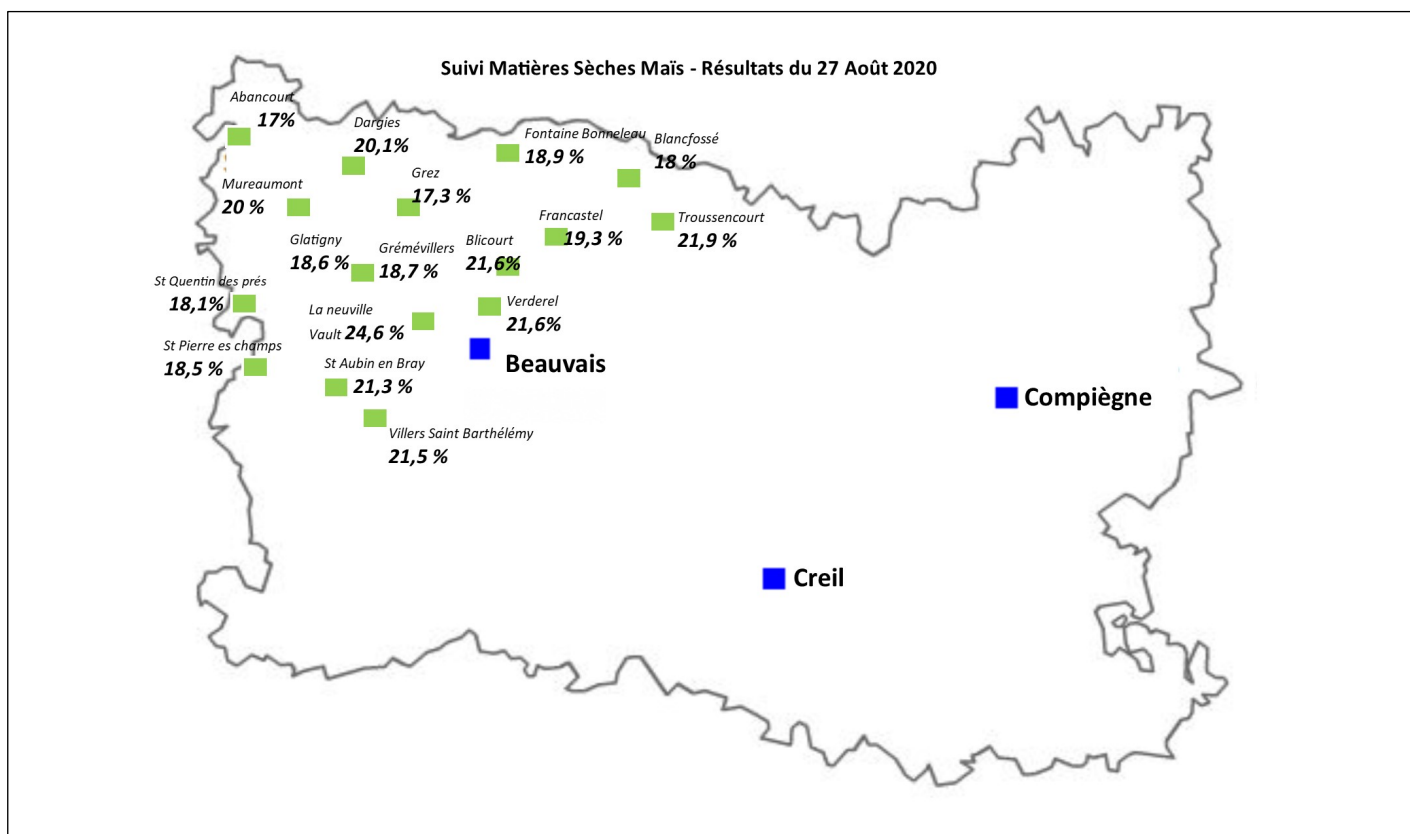 Suivi Matières Sèches Maïs - Résultats du 27 Août 2020
Abancourt
17%
Dargies
20,1%
Fontaine Bonneleau
18,9 %
Blancfossé
18 %
Mureaumont
20 %
Grez
17,3 %
Francastel
19,3 %
Troussencourt
21,9 %
Glatigny
18,6 %
Grémévillers
18,7 %
Blicourt
21,6%
St Quentin des prés
18,1%
La neuville
Vault 24,6 %
Verderel
21,6%
St Pierre es champs
18,5 %
St Aubin en Bray
21,3 %
Beauvais
Villers Saint Barthélémy
21,5 %
Compiègne
Creil